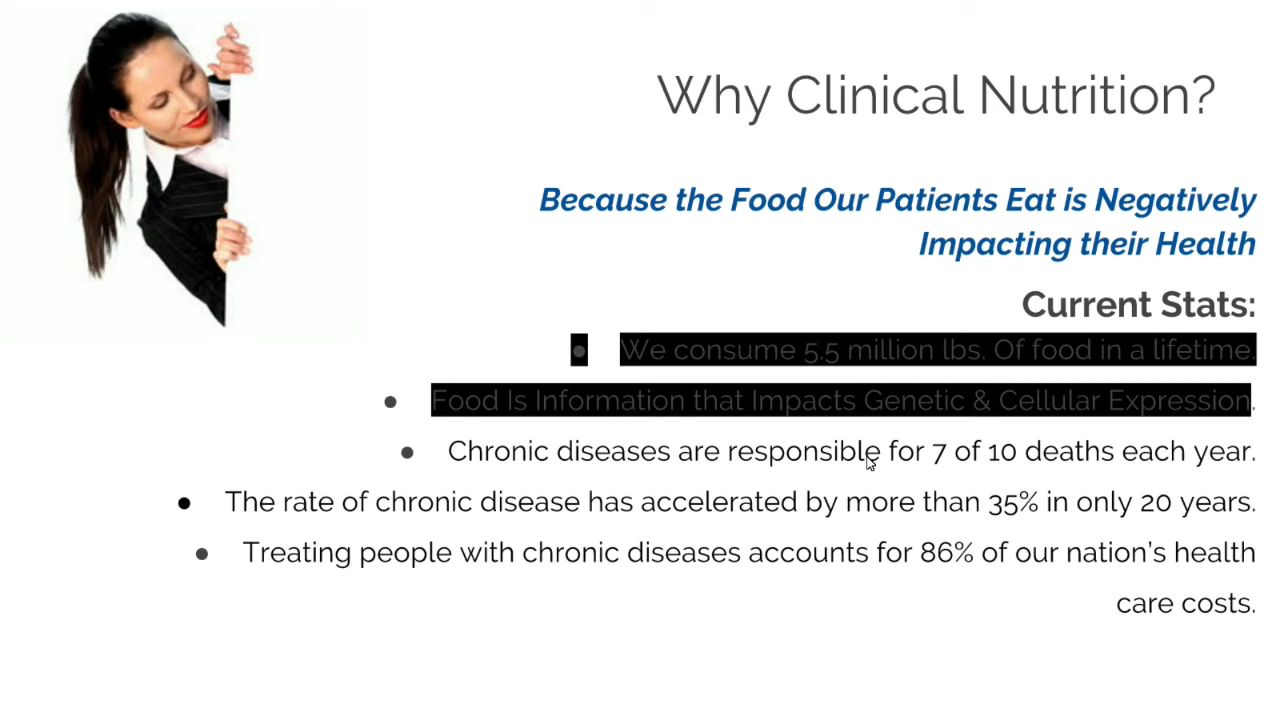 Why Clinical Nutrition?
Because the Food Our Patients Eat is Negatively
Impacting their Health
Current Stats:
● We consume 5.5 million lbs. Of food in a lifetime.
● Food Is Information that Impacts Genetic & Cellular Expression.
● Chronic diseases are responsible for 7 of 10 deaths each year.
● The rate of chronic disease has accelerated by more than 35% in only 20 years.
● Treating people with chronic diseases accounts for 86% of our nation’s health
care costs.